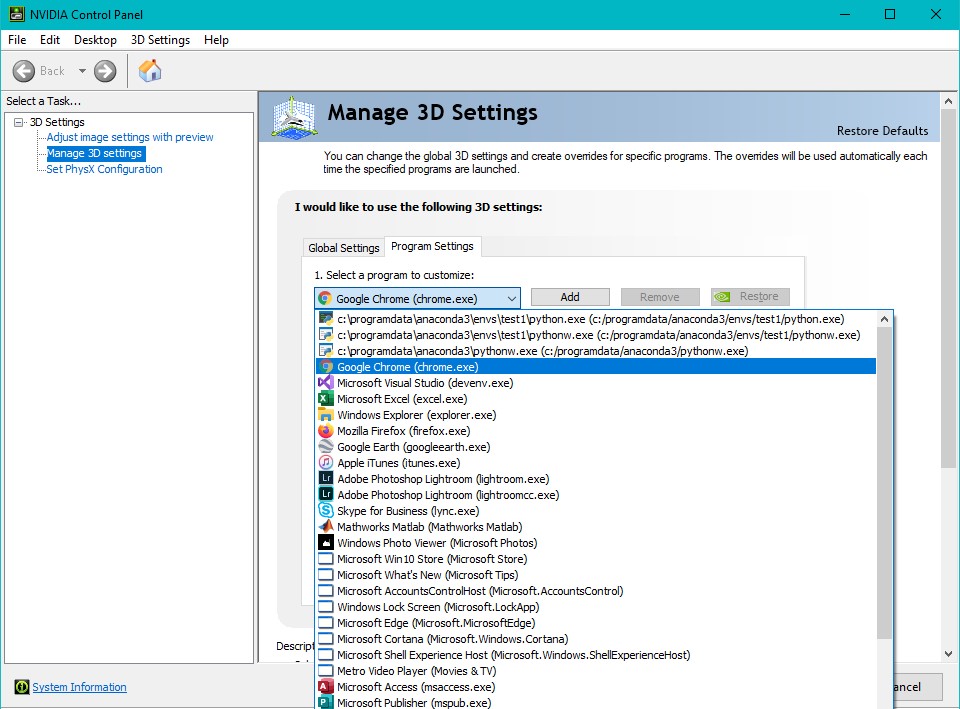 NVIDIA Control Panel
File Edit Desktop 3D Settings Help
Back
Select a Task...
3D Settings
Adjust image settings with preview
Manage 3D settings
Set PhysX Configuration
Manage 3D Settings
Restore Defaults
You can change the global 3D settings and create overrides for specific programs. The overrides will be used automatically each
time the specified programs are launched.
I would like to use the following 3D settings:
Global Settings Program Settings
1. Select a program to customize:
Google Chrome (chrome.exe) Add Remove Restore
c:\programdata\anaconda3\envs\test1\python.exe (c:/programdata/anaconda3/envs/test1/python.exe)
c:\programdata\anaconda3\envs\test1\pythonw.exe (c:/programdata/anaconda3/envs/test1/pythonw.exe)
c:\programdata\anaconda3\pythonw.exe (c:/programdata/anaconda3/pythonw.exe)
Google Chrome (chrome.exe)
Microsoft Visual Studio (devenv.exe)
Microsoft Excel (excel.exe)
Windows Explorer (explorer.exe)
Mozilla Firefox (firefox.exe)
Google Earth (googleearth.exe)
Apple iTunes (itunes.exe)
Adobe Photoshop Lightroom (lightroom.exe)
Adobe Photoshop Lightroom (lightroomcc.exe)
Skype for Business (lync.exe)
Mathworks Matlab (Mathworks Matlab)
Windows Photo Viewer (Microsoft Photos)
Microsoft Win10 Store (Microsoft Store)
Microsoft What's New (Microsoft Tips)
Microsoft AccountsControlHost (Microsoft.AccountsControl)
Windows Lock Screen (Microsoft.LockApp)
Microsoft Edge (Microsoft.MicrosoftEdge)
Microsoft Cortana (Microsoft.Windows.Cortana)
Microsoft Shell Experience Host (Microsoft.Windows.ShellExperienceHost)
Metro Video Player (Movies & TV)
Microsoft Access (msaccess.exe)
Microsoft Publisher (mspub.exe)
Descript
System Information
ancel